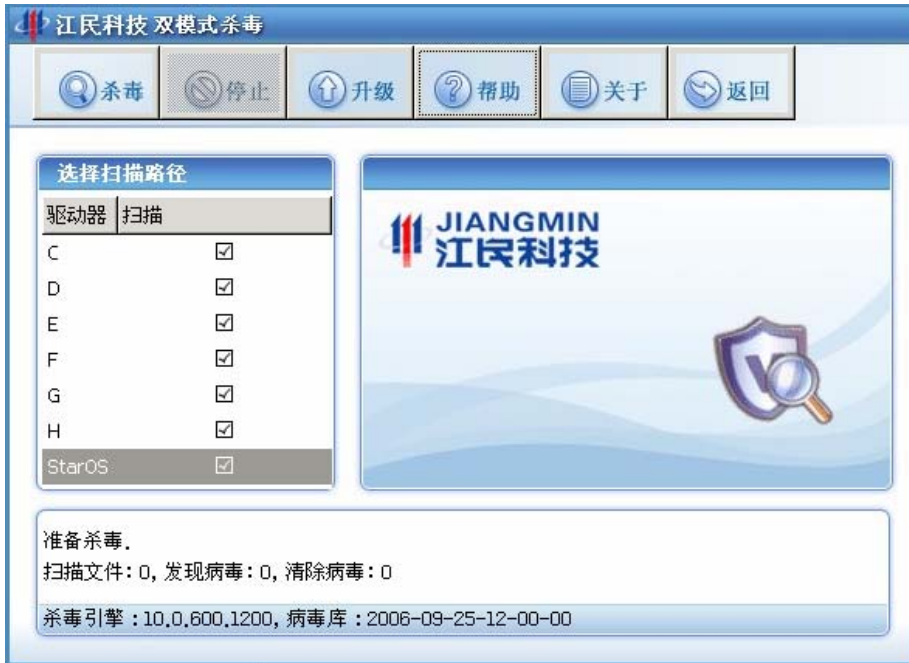 江民科技 双模式杀毒
杀毒 停止 升级 帮助 关于 返回
选择扫描路径
驱动器 扫描
C
D
E
F
G
H
StarOS
JIANGMIN
江民科技
V
准备杀毒.
扫描文件:0, 发现病毒:0, 清除病毒:0
杀毒引擎 :10.0.600.1200, 病毒库 :2006-09-25-12-00-00